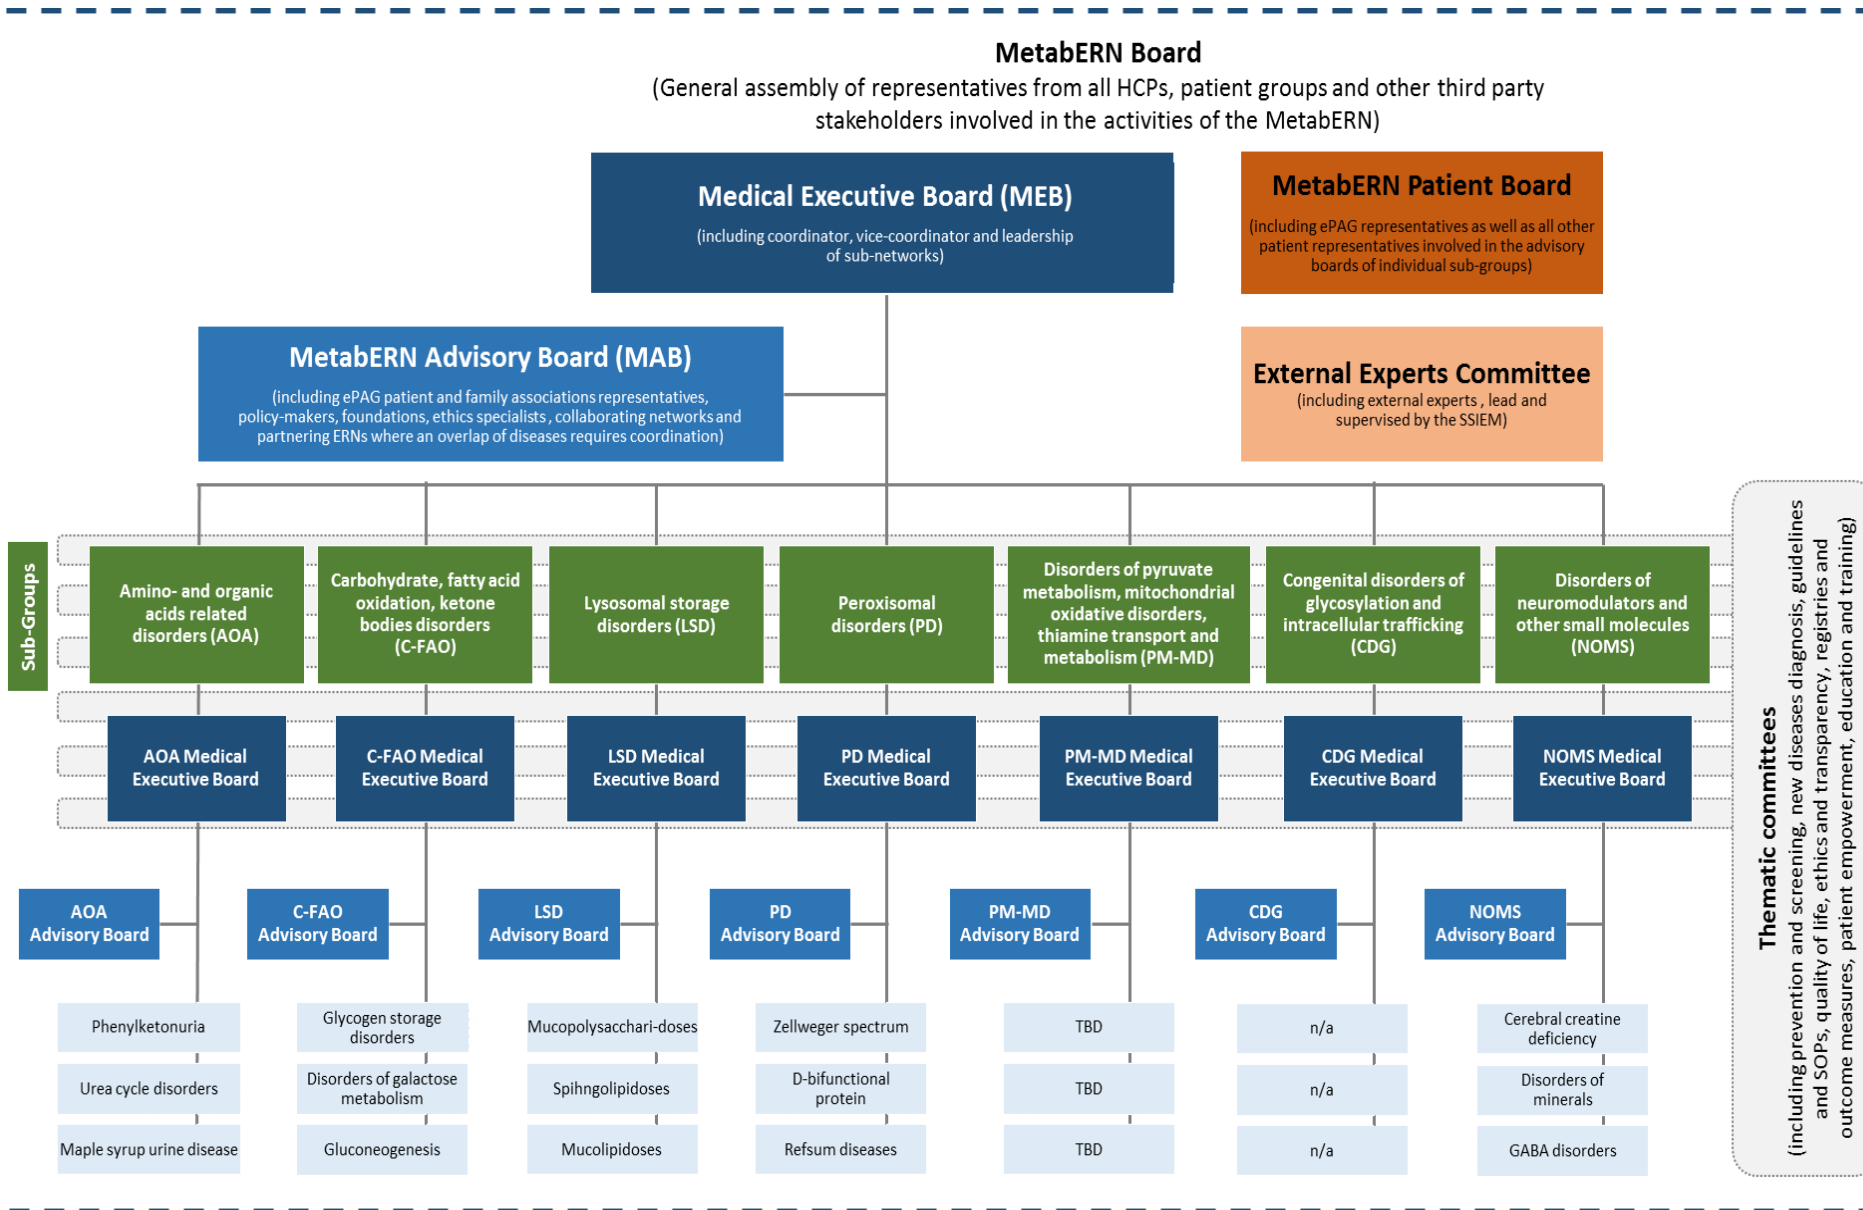 MetabERN Board
(General assembly of representatives from all HCPs, patient groups and other third party
stakeholders involved in the activities of the MetabERN)
Medical Executive Board (MEB)
(including coordinator, vice-coordinator and leadership
of sub-networks)
MetabERN Patient Board
(including ePAG representatives as well as all other
patient representatives involved in the advisory
boards of individual sub-groups)
MetabERN Advisory Board (MAB)
(including ePAG patient and family associations representatives,
policy-makers, foundations, ethics specialists, collaborating networks and
partnering ERNs where an overlap of diseases requires coordination)
External Experts Committee
(including external experts , lead and
supervised by the SSIEM)
Sub-Groups
Amino- and organic
acids related
disorders (AOA)
Carbohydrate, fatty acid
oxidation, ketone
bodies disorders
(C-FAO)
Lysosomal storage
disorders (LSD)
Peroxisomal
disorders (PD)
Disorders of pyruvate
metabolism, mitochondrial
oxidative disorders,
thiamine transport and
metabolism (PM-MD)
Congenital disorders of
glycosylation and
intracellular trafficking
(CDG)
Disorders of
neuromodulators and
other small molecules
(NOMS)
AOA Medical
Executive Board
C-FAO Medical
Executive Board
LSD Medical
Executive Board
PD Medical
Executive Board
PM-MD Medical
Executive Board
CDG Medical
Executive Board
NOMS Medical
Executive Board
AOA
Advisory Board
C-FAO
Advisory Board
LSD
Advisory Board
PD
Advisory Board
PM-MD
Advisory Board
CDG
Advisory Board
NOMS
Advisory Board
Phenylketonuria
Glycogen storage
disorders
Mucopolysacchari-doses
Zellweger spectrum
TBD
n/a
Cerebral creatine
deficiency
Urea cycle disorders
Disorders of galactose
metabolism
Spihngolipidoses
D-bifunctional
protein
TBD
n/a
Disorders of
minerals
Maple syrup urine disease
Gluconeogenesis
Mucolipidoses
Refsum diseases
TBD
n/a
GABA disorders
Thematic committees
(including prevention and screening, new diseases diagnosis, guidelines
and SOPs, quality of life, ethics and transparency, registries and
outcome measures, patient empowerment, education and training)